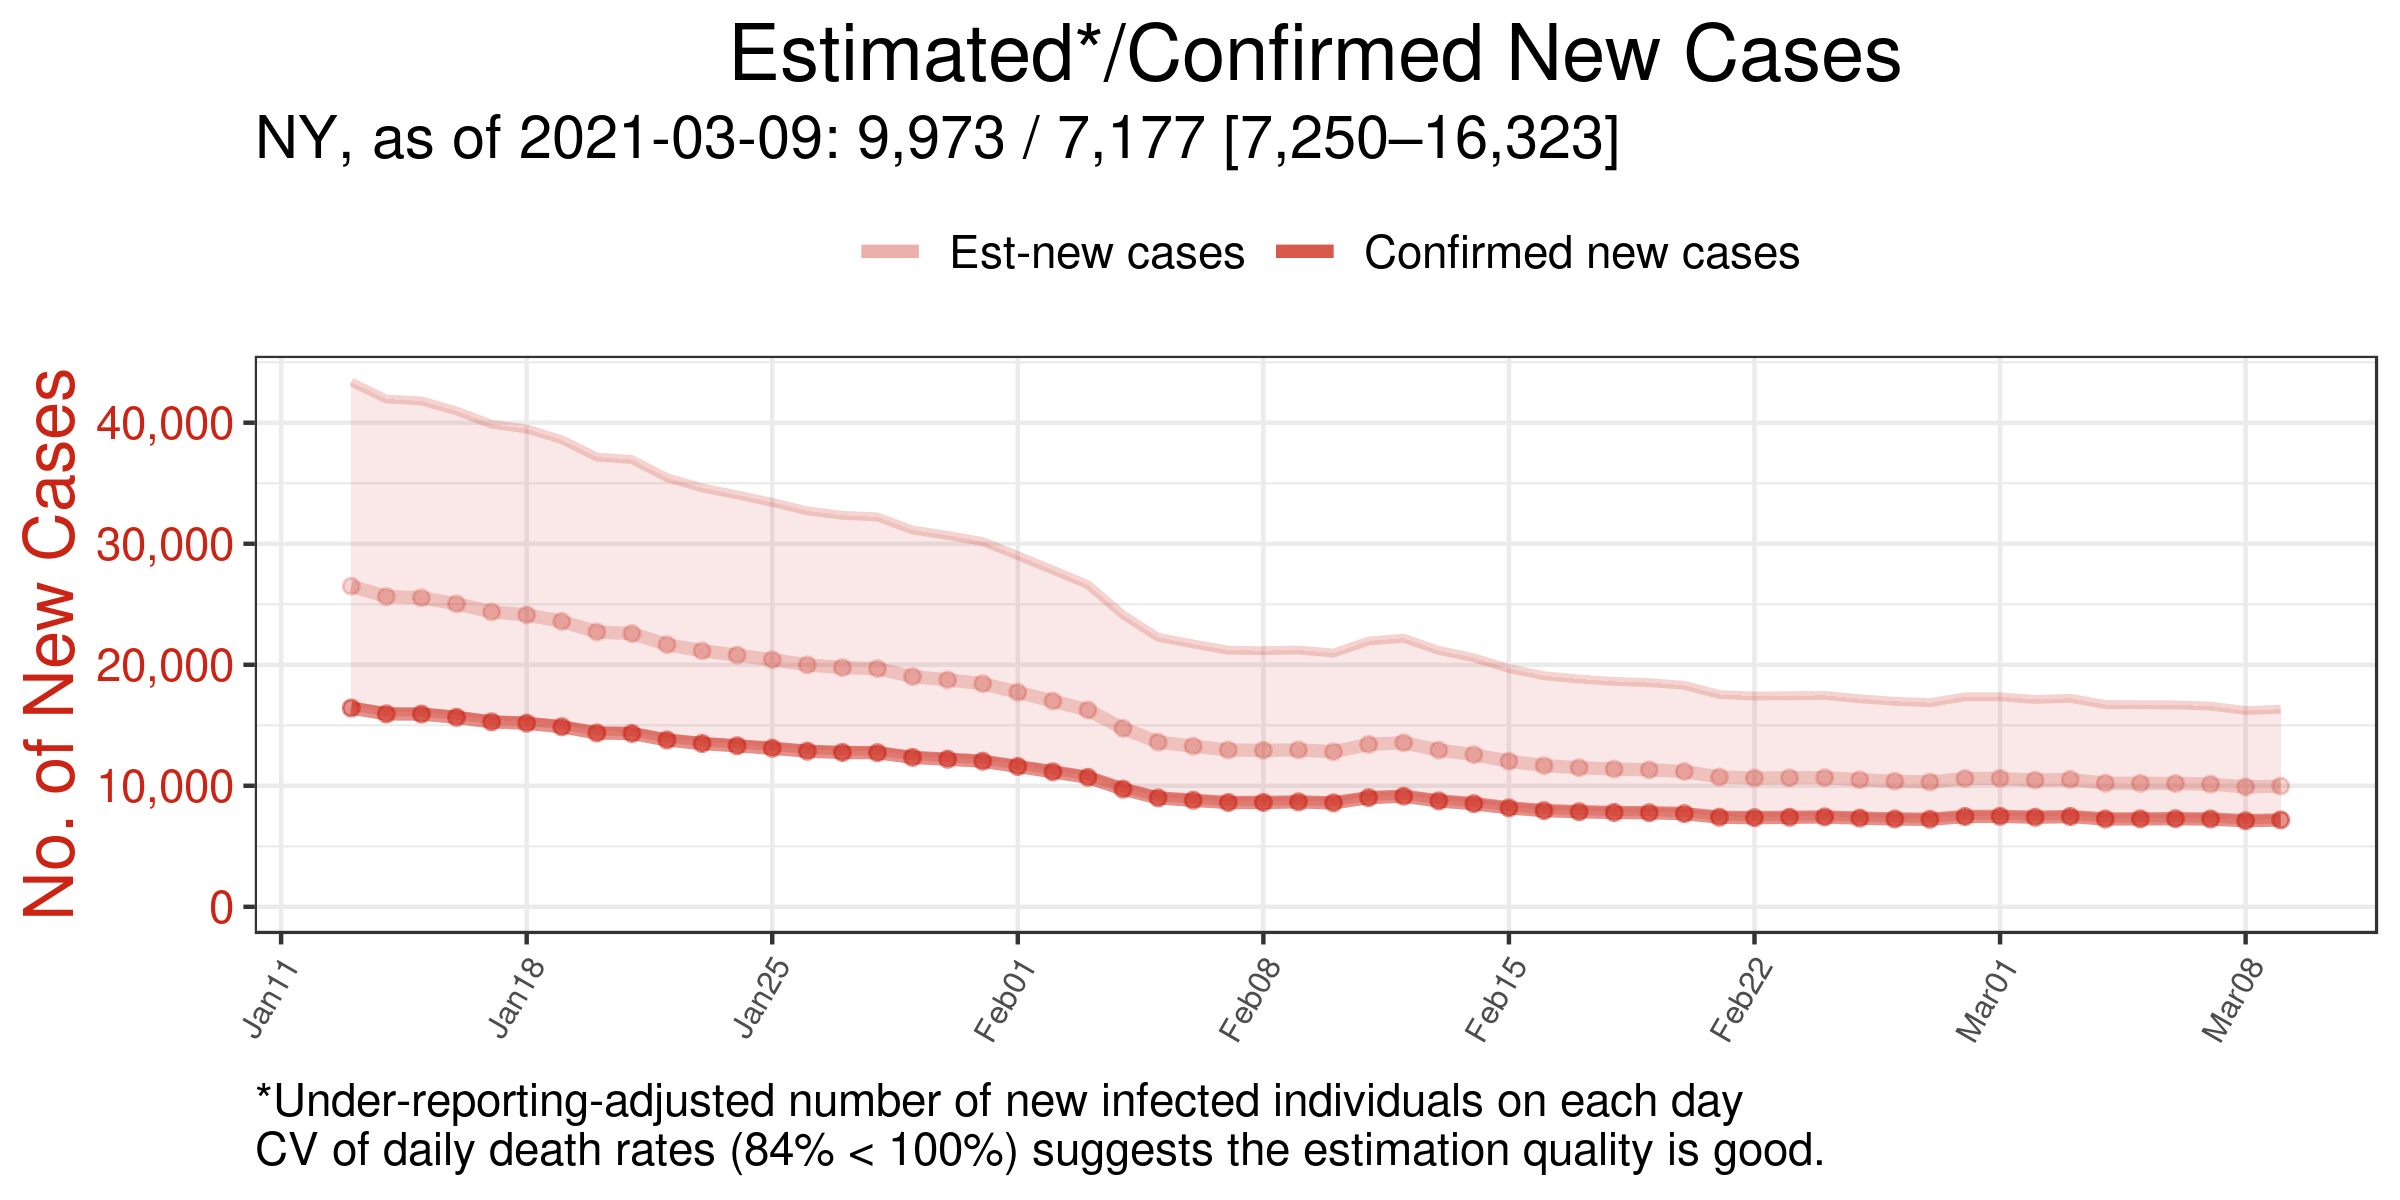 Estimated*/Confirmed New Cases
NY, as of 2021-03-09: 9,973 / 7,177 [7,250–16,323]
Est-new cases
Confirmed new cases
No. of New Cases
40,000
30,000
20,000
10,000
0
Jan11
Jan18
Jan25
Feb01
Feb08
Feb15
Feb22
Mar01
Mar08
*Under-reporting-adjusted number of new infected individuals on each day
CV of daily death rates (84% < 100%) suggests the estimation quality is good.